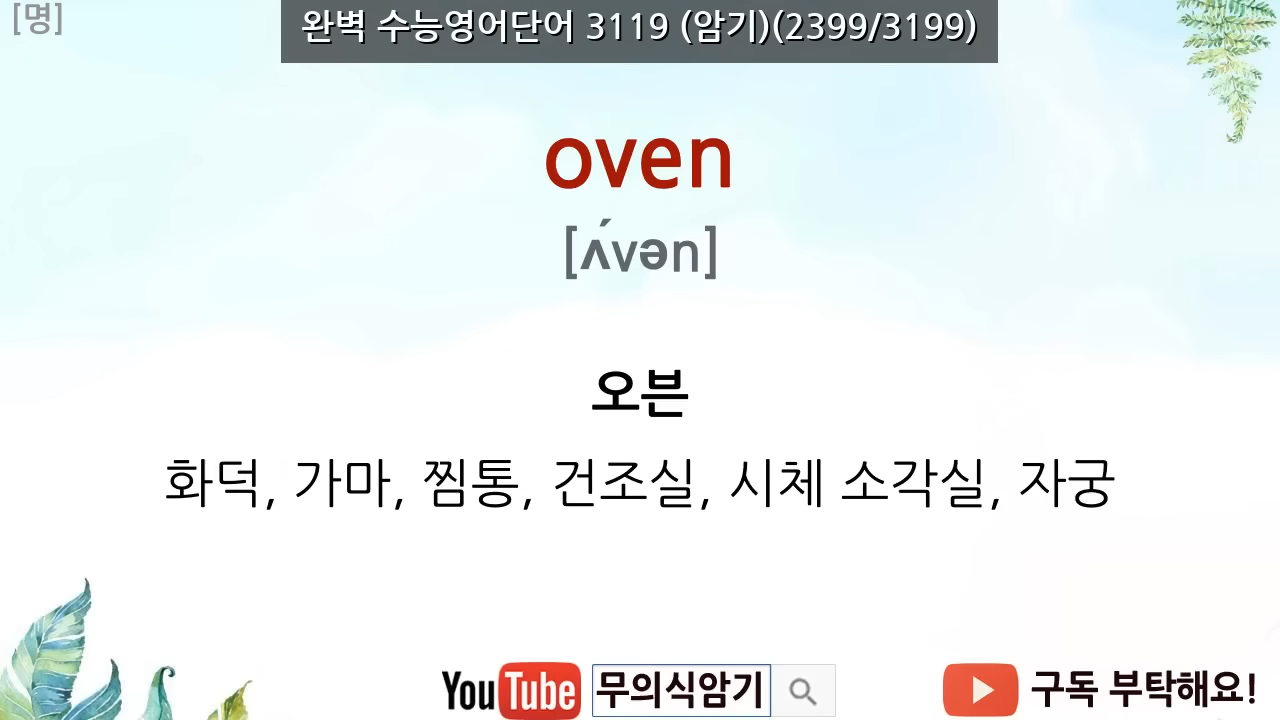 [명]
완벽 수능영어단어 3119 (암기)(2399/3199)
oven
[ʌ́vən]
오븐
화덕, 가마, 찜통, 건조실, 시체 소각실, 자궁
YouTube 무의식암기
구독 부탁해요!